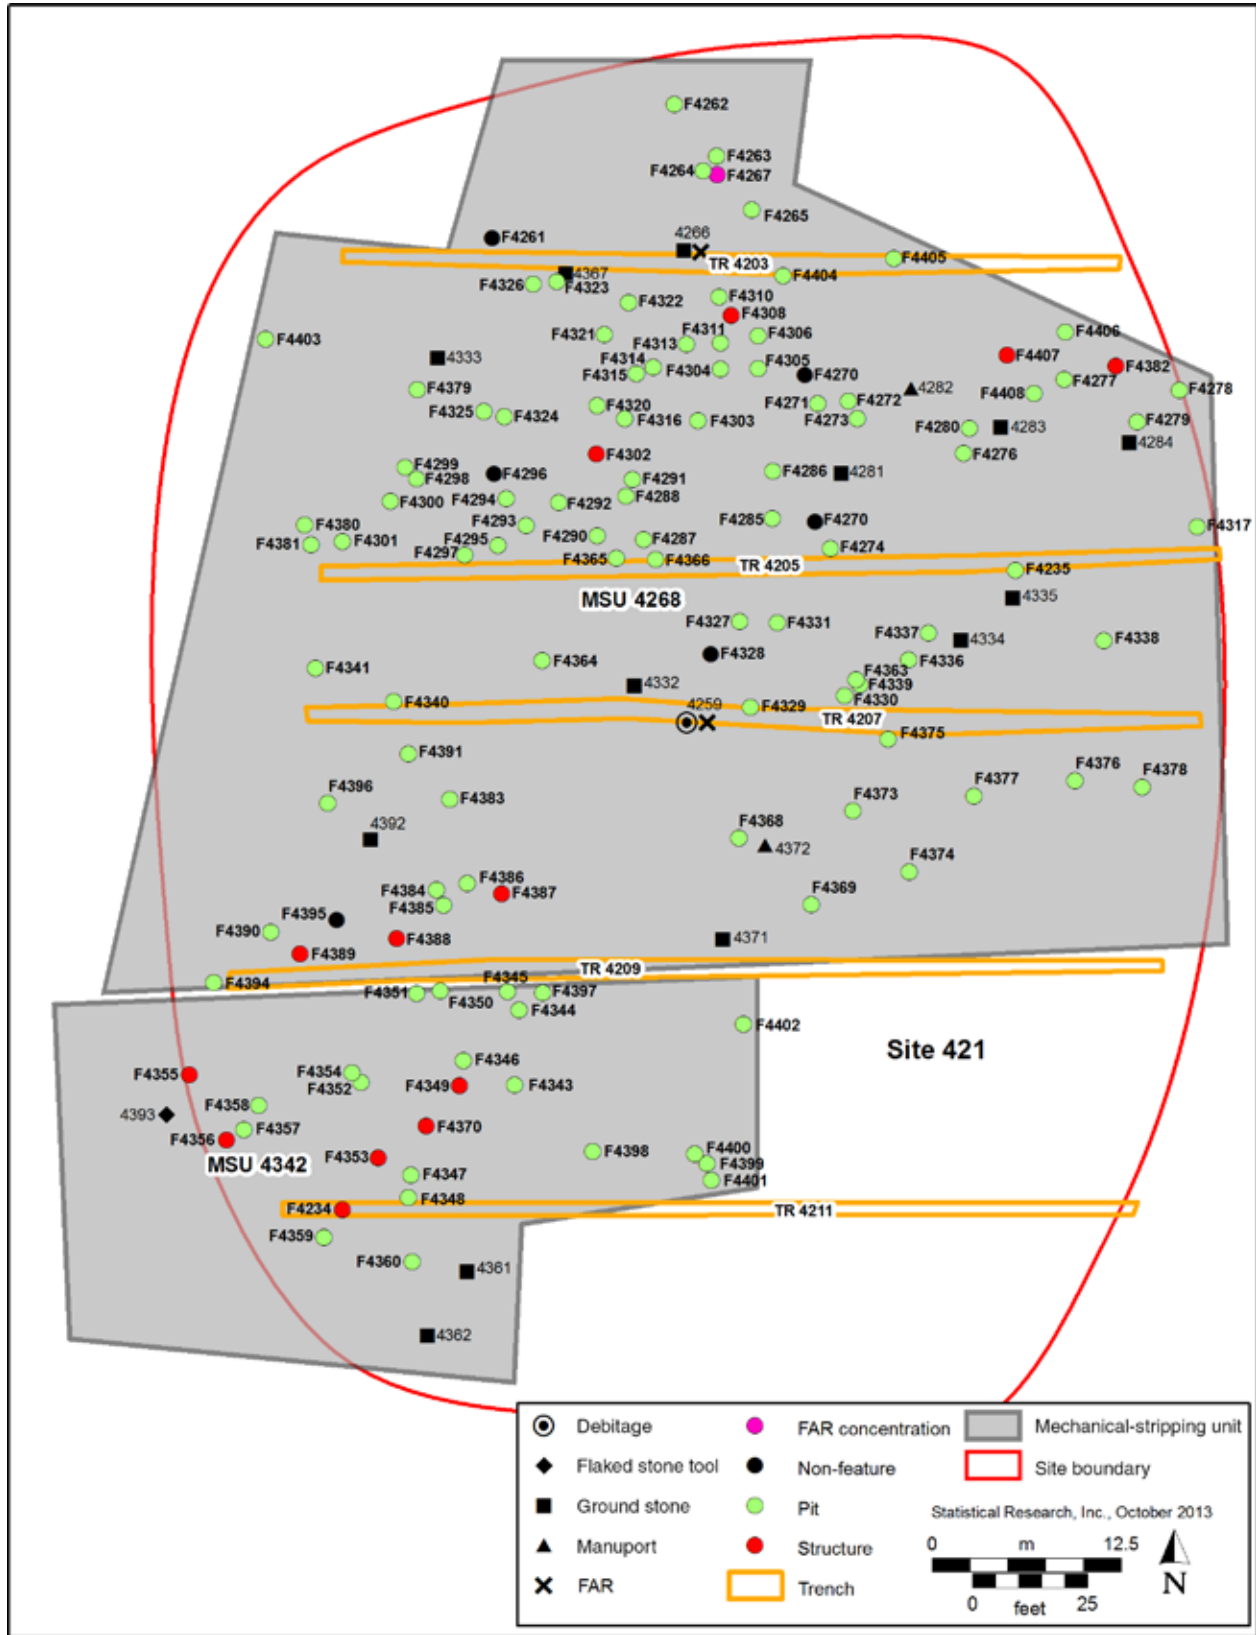 F4262
F4263
F4264
F4267
F4265
F4261
4266
TR 4203
F4405
4367
F4404
F4326
F4323
F4322
F4310
F4308
F4321
F4311
F4306
F4406
F4403
F4313
4333
F4314
F4407
F4315
F4304
F4305
F4270
F4382
F4277
F4379
4282
F4408
F4278
F4325
F4324
F4320
F4271
F4272
F4316
F4303
F4273
F4280
4283
F4279
4284
F4302
F4276
F4299
F4298
F4296
F4291
F4286
4281
F4300
F4294
F4292
F4288
F4380
F4293
F4285
F4270
F4317
F4381
F4301
F4295
F4290
F4287
F4297
F4365
F4366
F4274
TR 4205
F4235
MSU 4268
4335
F4327
F4331
F4337
4334
F4338
F4328
F4341
F4364
F4336
F4363
4332
F4339
F4340
F4330
4259
F4329
TR 4207
F4375
F4391
F4396
F4383
F4376
F4378
F4377
4392
F4373
F4368
4372
F4374
F4386
F4384
F4387
F4385
F4369
F4395
F4390
F4388
4371
F4389
TR 4209
F4394
F4351
F4345
F4350
F4397
F4344
F4402
Site 421
F4346
F4354
F4355
F4352
F4349
F4343
F4358
4393
F4357
F4370
F4356
F4353
F4398
F4400
MSU 4342
F4399
F4347
F4401
F4348
F4234
TR 4211
F4359
F4360
4361
4362
Debitage
FAR concentration
Mechanical-stripping unit
Flaked stone tool
Non-feature
Site boundary
Ground stone
Pit
Statistical Research, Inc., October 2013
Manuport
Structure
0 m 12.5
FAR
Trench
0 feet 25
N